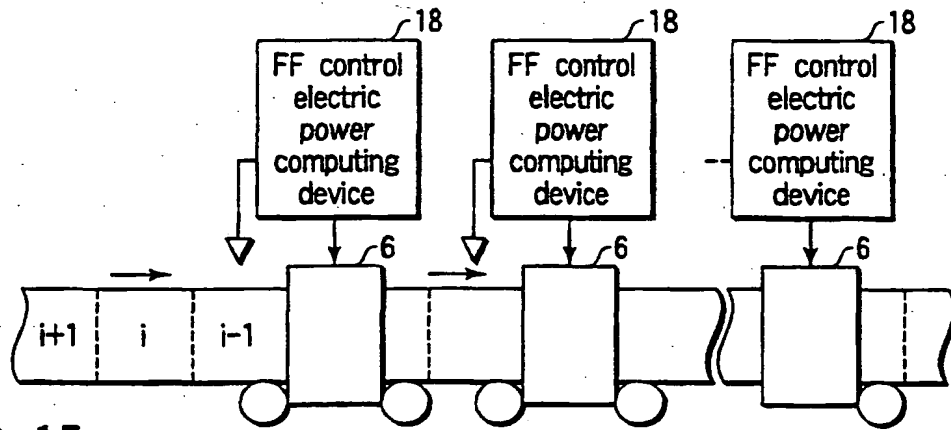 18 18 18
FF control electric power computing device
FF control electric power computing device
FF control electric power computing device
6 6 6
i+1 i i-1